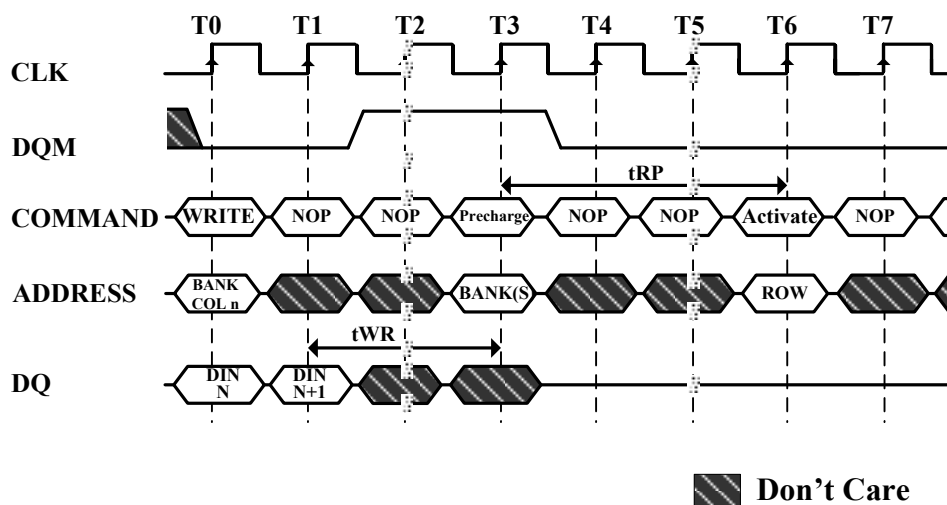 T0 T1 T2 T3 T4 T5 T6 T7
CLK
DQM
tRP
COMMAND WRITE NOP NOP Precharge NOP NOP Activate NOP
ADDRESS BANK COL n BANK(S ROW
tWR
DQ DIN N DIN N+1
Don't Care